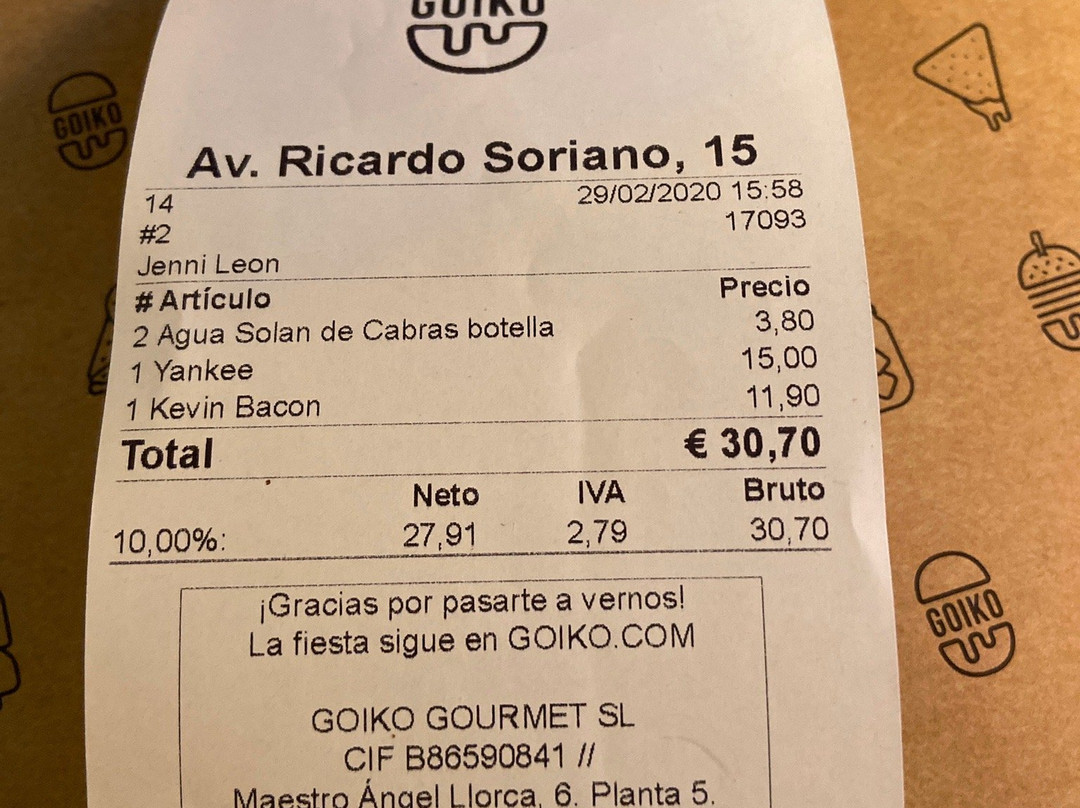 GOIKO
Av. Ricardo Soriano, 15
14 29/02/2020 15:58
#2 17093
Jenni Leon
# Artículo Precio
2 Agua Solan de Cabras botella 3,80
1 Yankee 15,00
1 Kevin Bacon 11,90
Total € 30,70
Neto IVA Bruto
10,00%: 27,91 2,79 30,70
¡Gracias por pasarte a vernos!
La fiesta sigue en GOIKO.COM
GOIKO GOURMET SL
CIF B86590841 //
Maestro Ángel Llorca, 6. Planta 5.
GOIKO
GOIKO